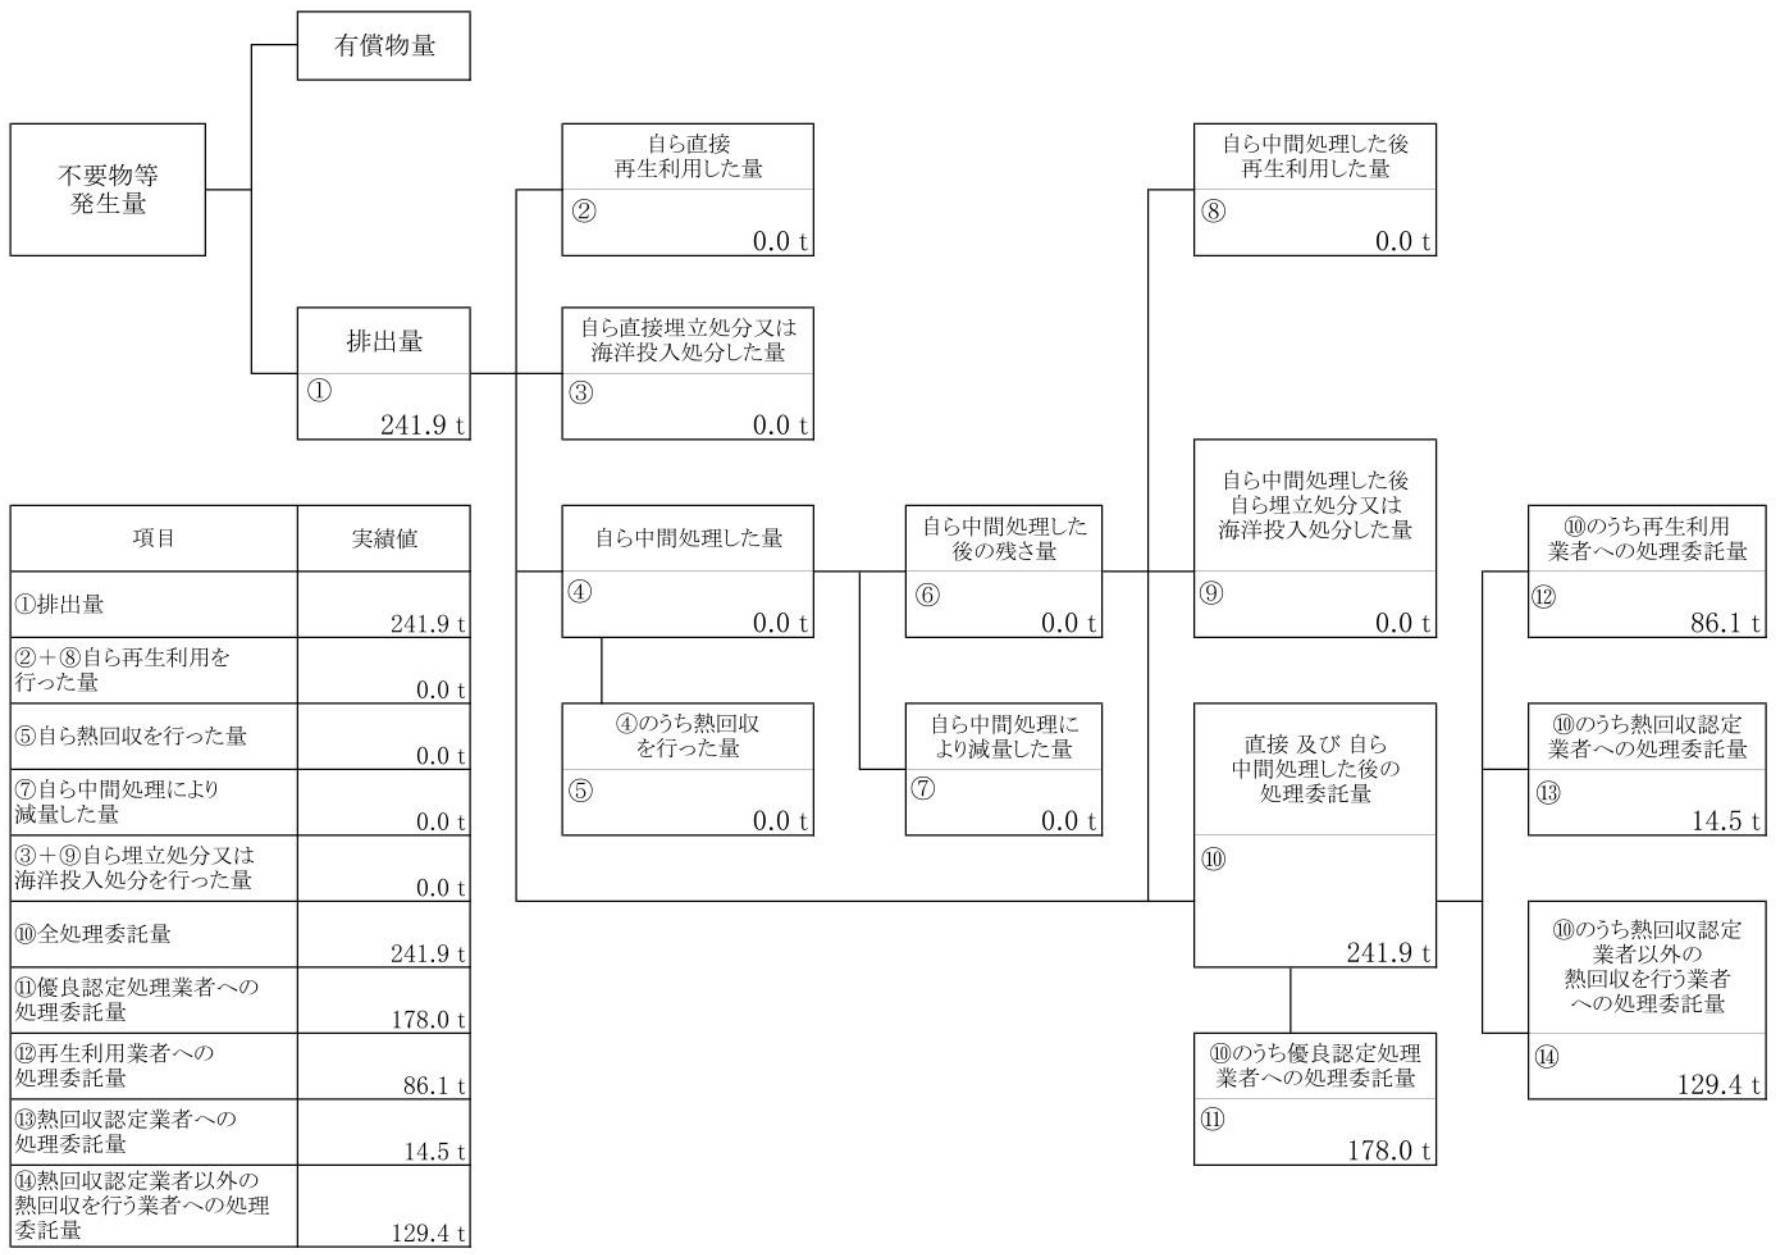 有償物量
不要物等
発生量
排出量
①
241.9 t
自ら直接
再生利用した量
②
0.0 t
自ら直接埋立処分又は
海洋投入処分した量
③
0.0 t
自ら中間処理した量
④
0.0 t
④のうち熱回収
を行った量
⑤
0.0 t
自ら中間処理した
後の残さ量
⑥
0.0 t
自ら中間処理に
より減量した量
⑦
0.0 t
自ら中間処理した後
再生利用した量
⑧
0.0 t
自ら中間処理した後
自ら埋立処分又は
海洋投入処分した量
⑨
0.0 t
直接 及び 自ら
中間処理した後の
処理委託量
⑩
241.9 t
⑩のうち優良認定処理
業者への処理委託量
⑪
178.0 t
⑩のうち再生利用
業者への処理委託量
⑫
86.1 t
⑩のうち熱回収認定
業者への処理委託量
⑬
14.5 t
⑩のうち熱回収認定
業者以外の
熱回収を行う業者
への処理委託量
⑭
129.4 t
項目 実績値
①排出量
241.9 t
②＋⑧自ら再生利用を
行った量
0.0 t
⑤自ら熱回収を行った量
0.0 t
⑦自ら中間処理により
減量した量
0.0 t
③＋⑨自ら埋立処分又は
海洋投入処分を行った量
0.0 t
⑩全処理委託量
241.9 t
⑪優良認定処理業者への
処理委託量
178.0 t
⑫再生利用業者への
処理委託量
86.1 t
⑬熱回収認定業者への
処理委託量
14.5 t
⑭熱回収認定業者以外の
熱回収を行う業者への処理
委託量
129.4 t